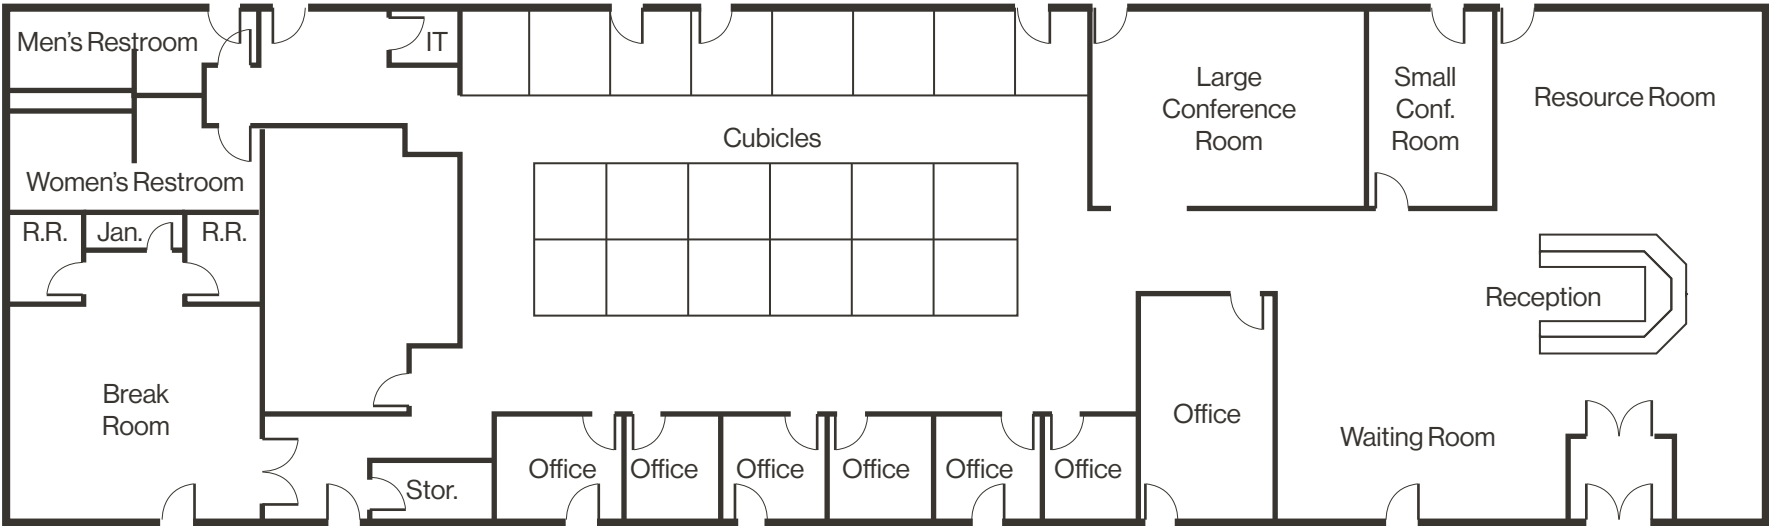 Men's Restroom
IT
Large
Conference
Room
Small
Conf.
Room
Resource Room
Cubicles
Women's Restroom
R.R.
Jan.
R.R.
Reception
Break
Room
Office
Waiting Room
Office
Office
Office
Office
Office
Office
Stor.